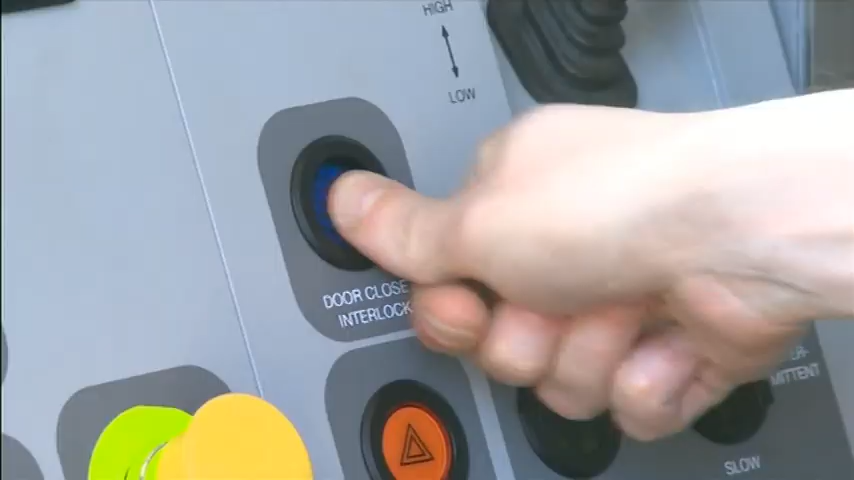 HIGH
LOW
DOOR CLOSE
INTERLOCK
MITTENT
SLOW